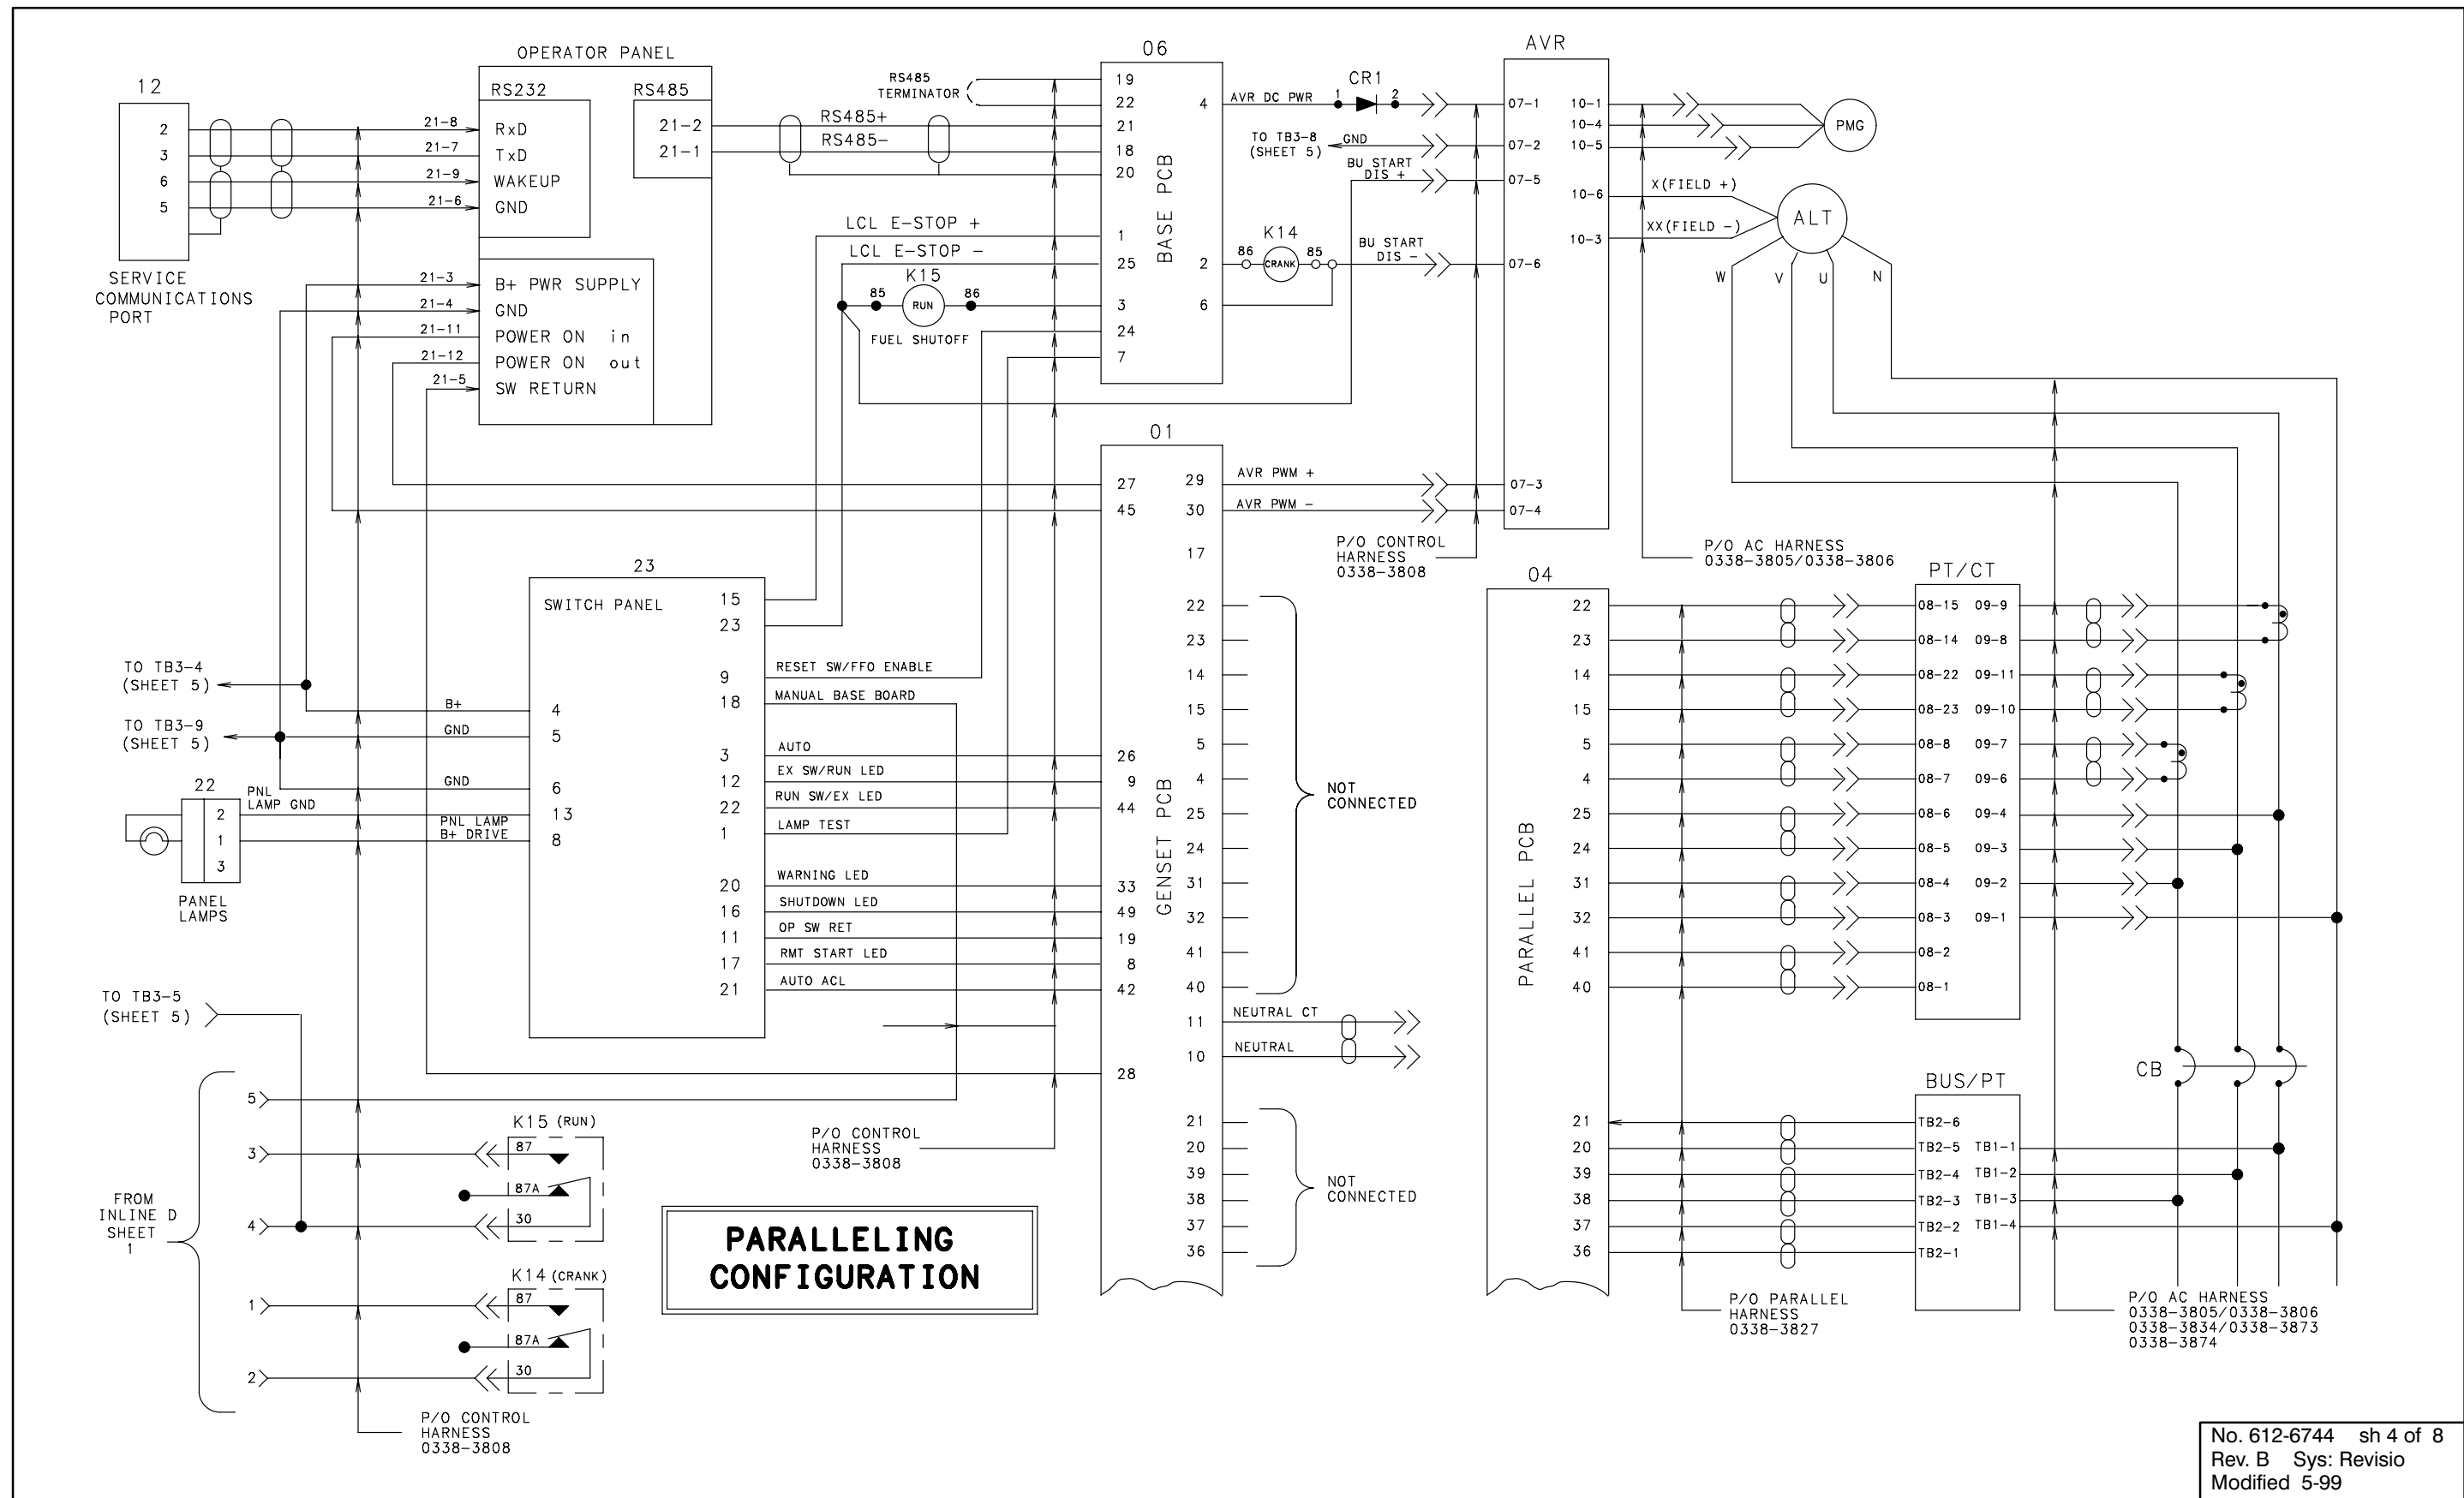 12
2
3
6
5
SERVICE
COMMUNICATIONS
PORT
OPERATOR PANEL
RS232
21-8 RxD
21-7 TxD
21-9 WAKEUP
21-6 GND
RS485
21-2
21-1
21-3 B+ PWR SUPPLY
21-4 GND
21-11 POWER ON in
21-12 POWER ON out
21-5 SW RETURN
RS485
TERMINATOR
RS485+
RS485-
LCL E-STOP +
LCL E-STOP -
K15
85 RUN 86
FUEL SHUTOFF
06
BASE PCB
19
22
21
18
20
1
25
3
24
7
4
2
6
AVR DC PWR
CR1
1 2
TO TB3-8
(SHEET 5)
GND
BU START
DIS +
K14
86 CRANK 85
BU START
DIS -
AVR
07-1
07-2
07-5
07-6
07-3
07-4
10-1
10-4
10-5
10-6
10-3
PMG
X(FIELD +)
XX(FIELD -)
ALT
W V U N
01
GENSET PCB
27
45
26
9
44
33
49
19
8
42
28
29
30
17
22
23
14
15
5
4
25
24
31
32
41
40
11
10
21
20
39
38
37
36
AVR PWM +
AVR PWM -
P/O CONTROL
HARNESS
0338-3808
P/O AC HARNESS
0338-3805/0338-3806
NOT
CONNECTED
NEUTRAL CT
NEUTRAL
NOT
CONNECTED
23
SWITCH PANEL
4
5
6
13
8
15
23
9
18
3
12
22
1
20
16
11
17
21
RESET SW/FFO ENABLE
MANUAL BASE BOARD
AUTO
EX SW/RUN LED
RUN SW/EX LED
LAMP TEST
WARNING LED
SHUTDOWN LED
OP SW RET
RMT START LED
AUTO ACL
TO TB3-4
(SHEET 5)
B+
TO TB3-9
(SHEET 5)
GND
GND
22
2
1
3
PNL
LAMP GND
PNL LAMP
B+ DRIVE
PANEL
LAMPS
TO TB3-5
(SHEET 5)
FROM
INLINE D
SHEET
1
5
3
4
1
2
K15 (RUN)
87
87A
30
K14 (CRANK)
87
87A
30
P/O CONTROL
HARNESS
0338-3808
P/O CONTROL
HARNESS
0338-3808
PARALLELING
CONFIGURATION
04
PARALLEL PCB
22
23
14
15
5
4
25
24
31
32
41
40
21
20
39
38
37
36
PT/CT
08-15 09-9
08-14 09-8
08-22 09-11
08-23 09-10
08-8 09-7
08-7 09-6
08-6 09-4
08-5 09-3
08-4 09-2
08-3 09-1
08-2
08-1
CB
BUS/PT
TB2-6
TB2-5 TB1-1
TB2-4 TB1-2
TB2-3 TB1-3
TB2-2 TB1-4
TB2-1
P/O PARALLEL
HARNESS
0338-3827
P/O AC HARNESS
0338-3805/0338-3806
0338-3834/0338-3873
0338-3874
No. 612-6744 sh 4 of 8
Rev. B Sys: Revisio
Modified 5-99